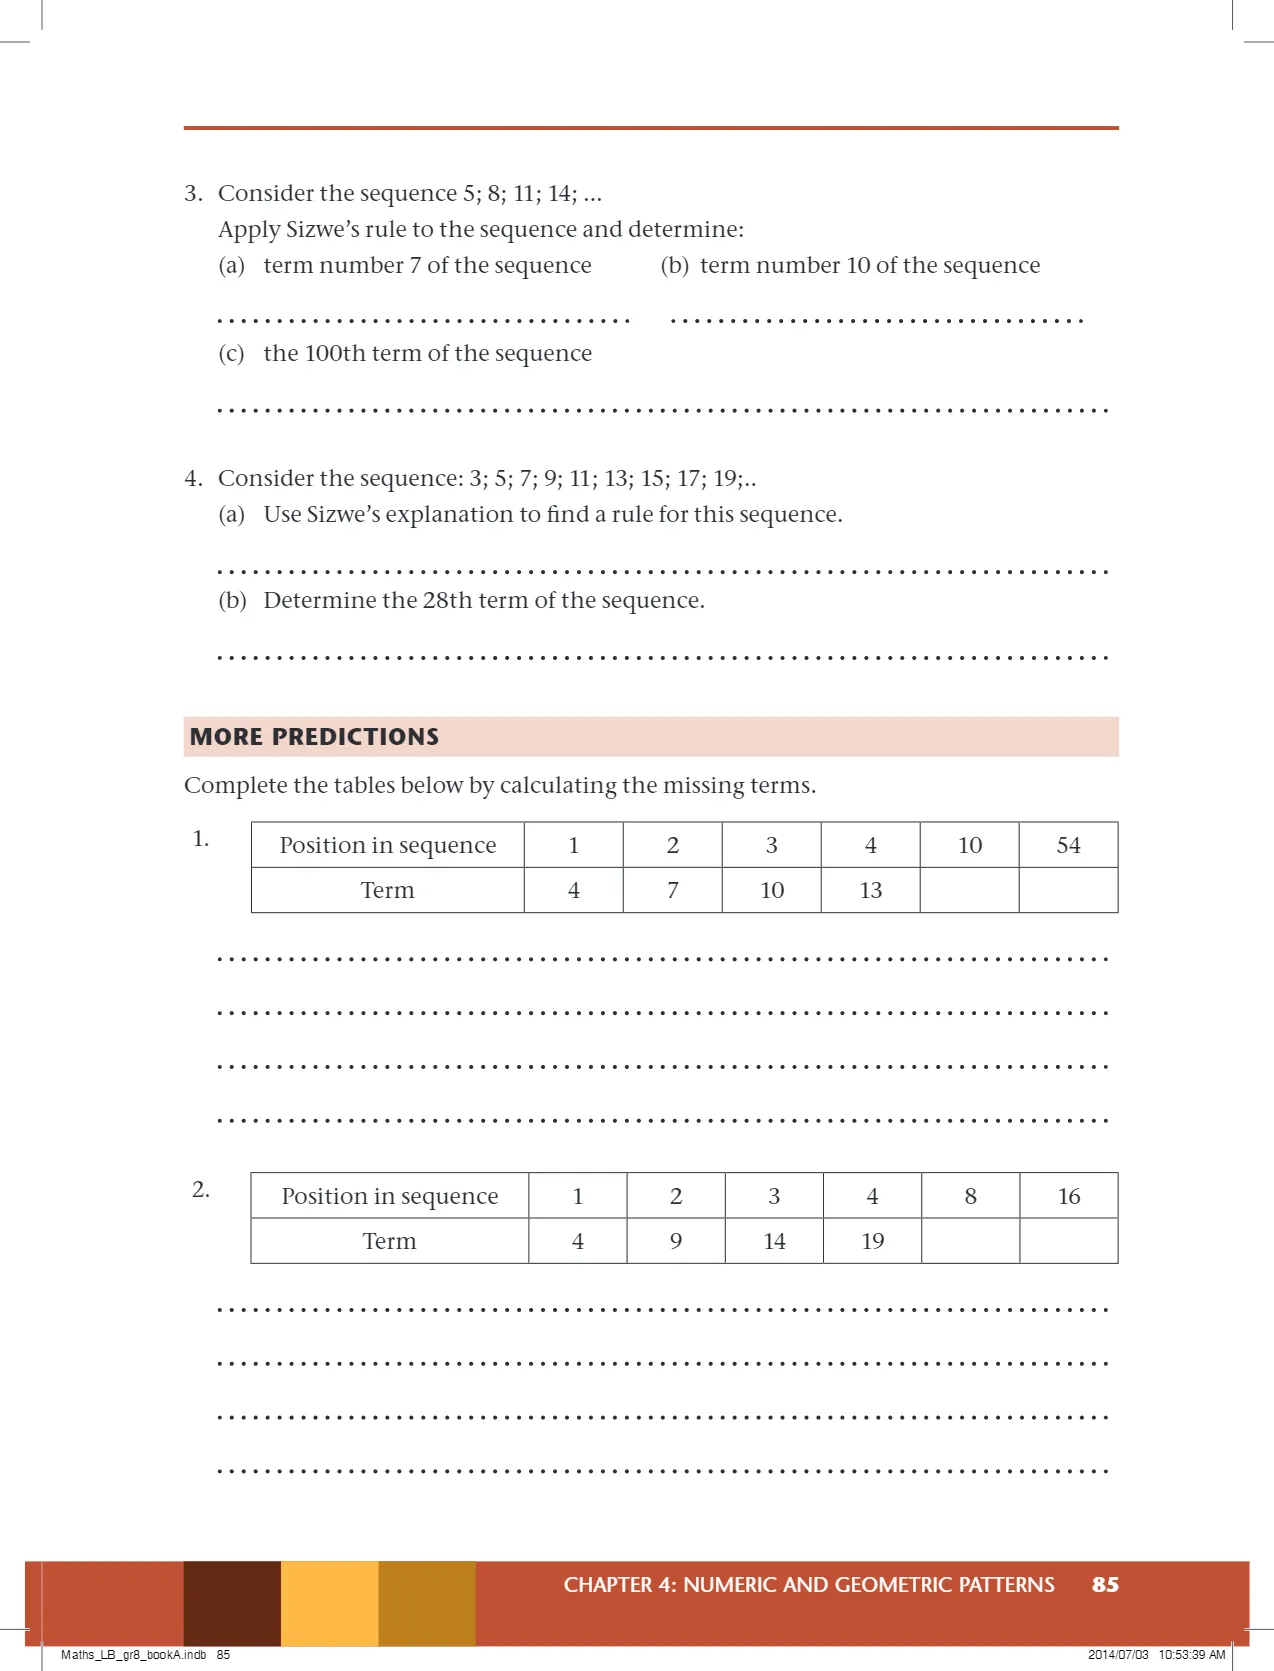 3. Consider the sequence 5; 8; 11; 14; ...
Apply Sizwe’s rule to the sequence and determine:
(a) term number 7 of the sequence (b) term number 10 of the sequence
(c) the 100th term of the sequence
4. Consider the sequence: 3; 5; 7; 9; 11; 13; 15; 17; 19;..
(a) Use Sizwe’s explanation to find a rule for this sequence.
(b) Determine the 28th term of the sequence.
MORE PREDICTIONS
Complete the tables below by calculating the missing terms.
1. Position in sequence 1 2 3 4 10 54
Term 4 7 10 13
2. Position in sequence 1 2 3 4 8 16
Term 4 9 14 19
CHAPTER 4: NUMERIC AND GEOMETRIC PATTERNS 85
Maths_LB_gr8_bookA.indb 85 2014/07/03 10:53:39 AM